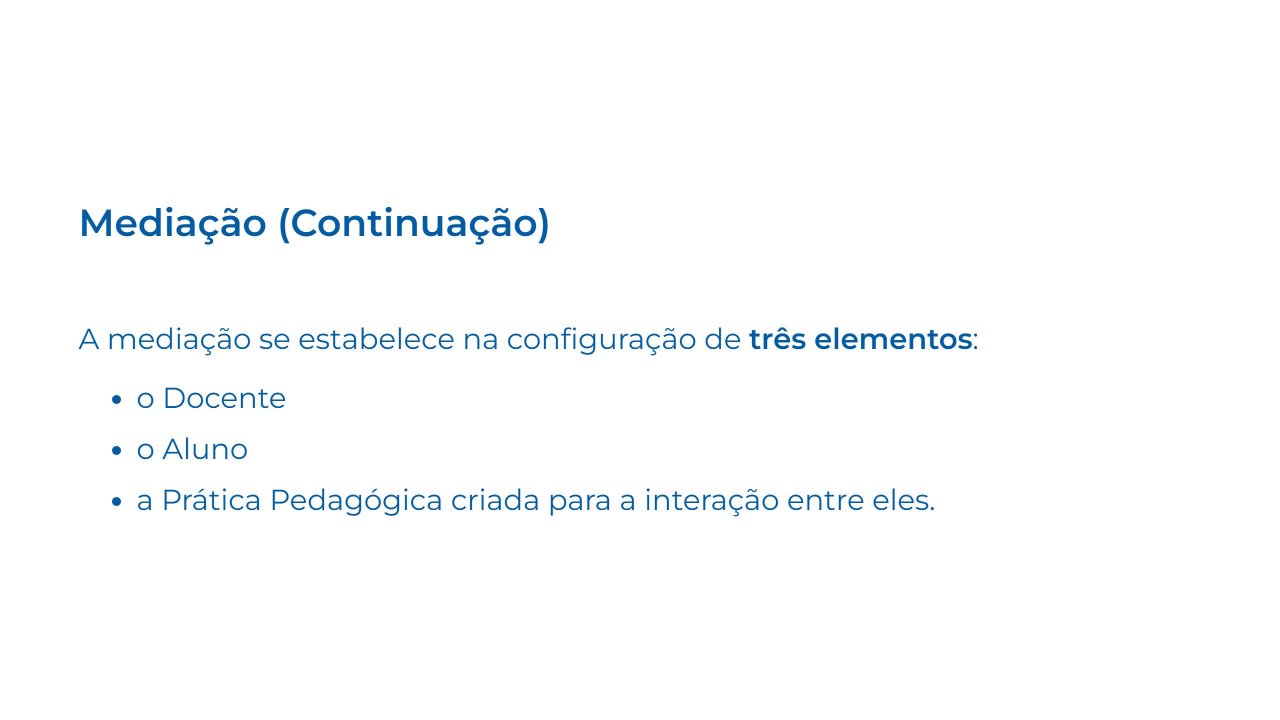 Mediação (Continuação)
A mediação se estabelece na configuração de três elementos:
• o Docente
• o Aluno
• a Prática Pedagógica criada para a interação entre eles.